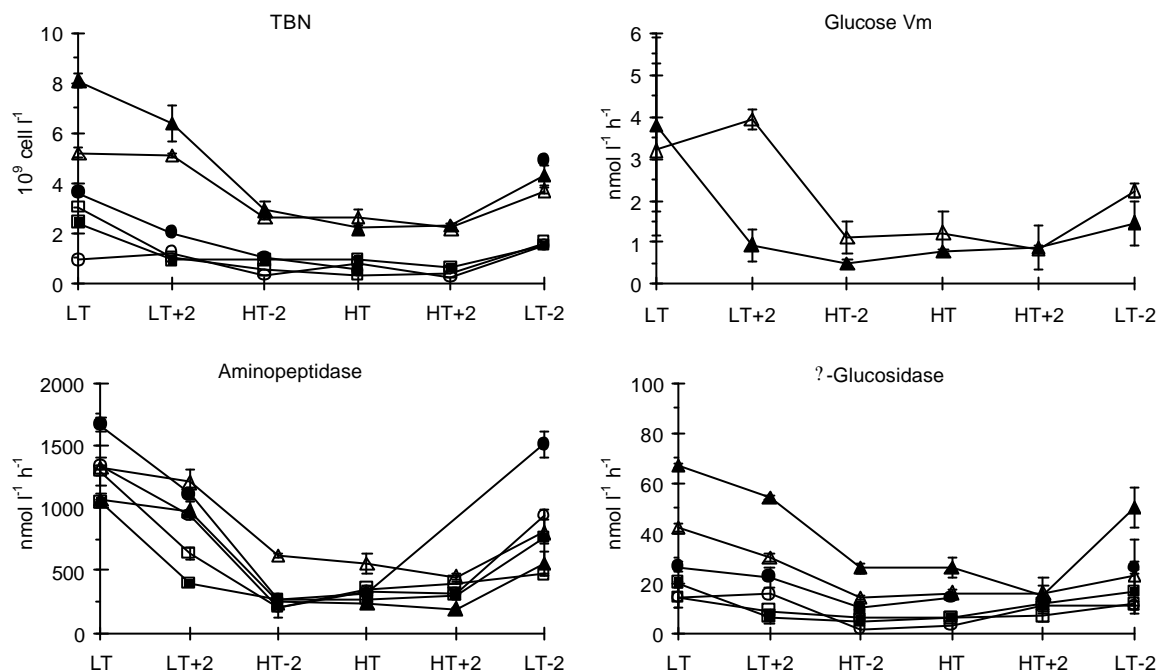 TBN
10
8
6
4
2
0
10⁹ cell l⁻¹
LT LT+2 HT-2 HT HT+2 LT-2
Glucose Vm
6
5
4
3
2
1
0
nmol l⁻¹ h⁻¹
LT LT+2 HT-2 HT HT+2 LT-2
Aminopeptidase
2000
1500
1000
500
0
nmol l⁻¹ h⁻¹
LT LT+2 HT-2 HT HT+2 LT-2
?-Glucosidase
100
80
60
40
20
0
nmol l⁻¹ h⁻¹
LT LT+2 HT-2 HT HT+2 LT-2